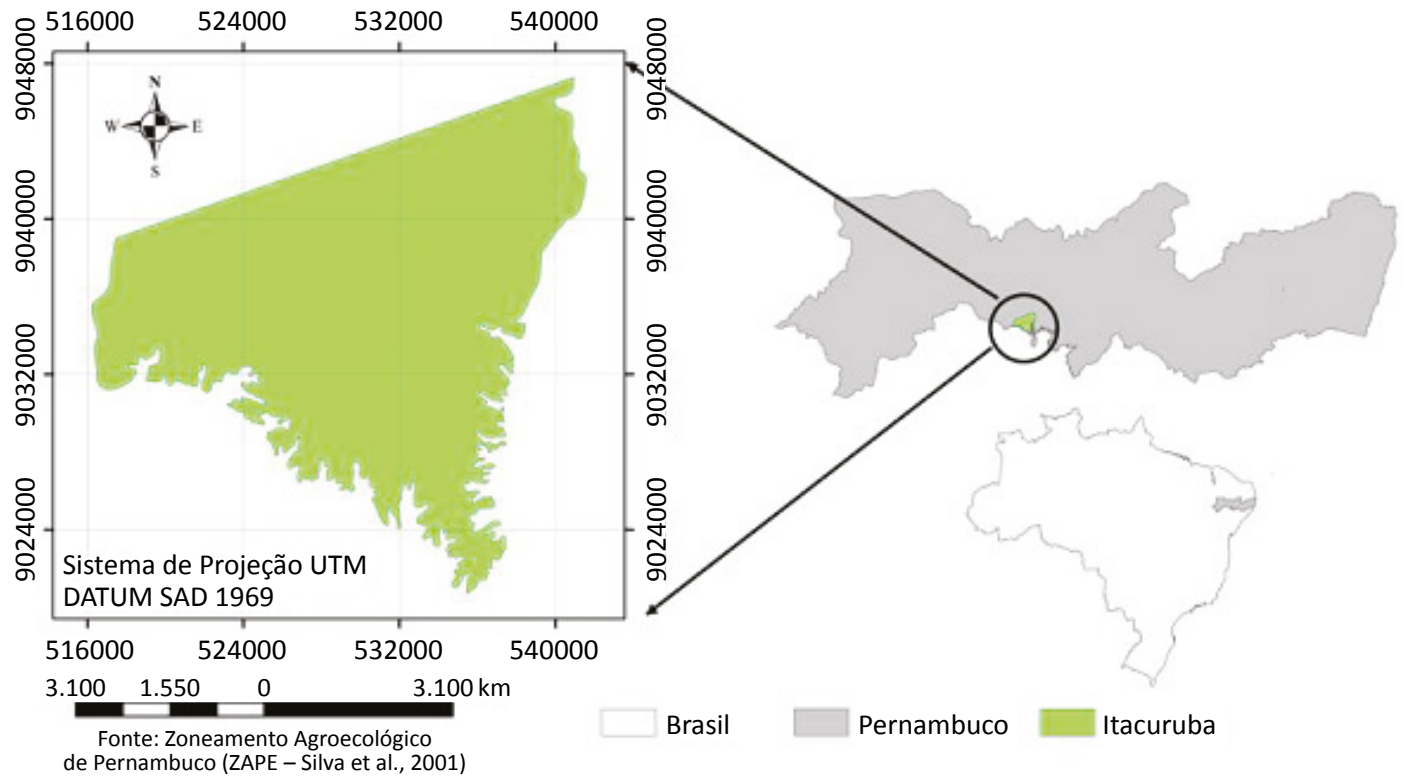 516000 524000 532000 540000
9048000
9040000
9032000
9024000
N
W E
S
9048000
9040000
9032000
9024000
Sistema de Projeção UTM
DATUM SAD 1969
516000 524000 532000 540000
3.100 1.550 0 3.100 km
Fonte: Zoneamento Agroecológico
de Pernambuco (ZAPE – Silva et al., 2001)
Brasil Pernambuco Itacuruba